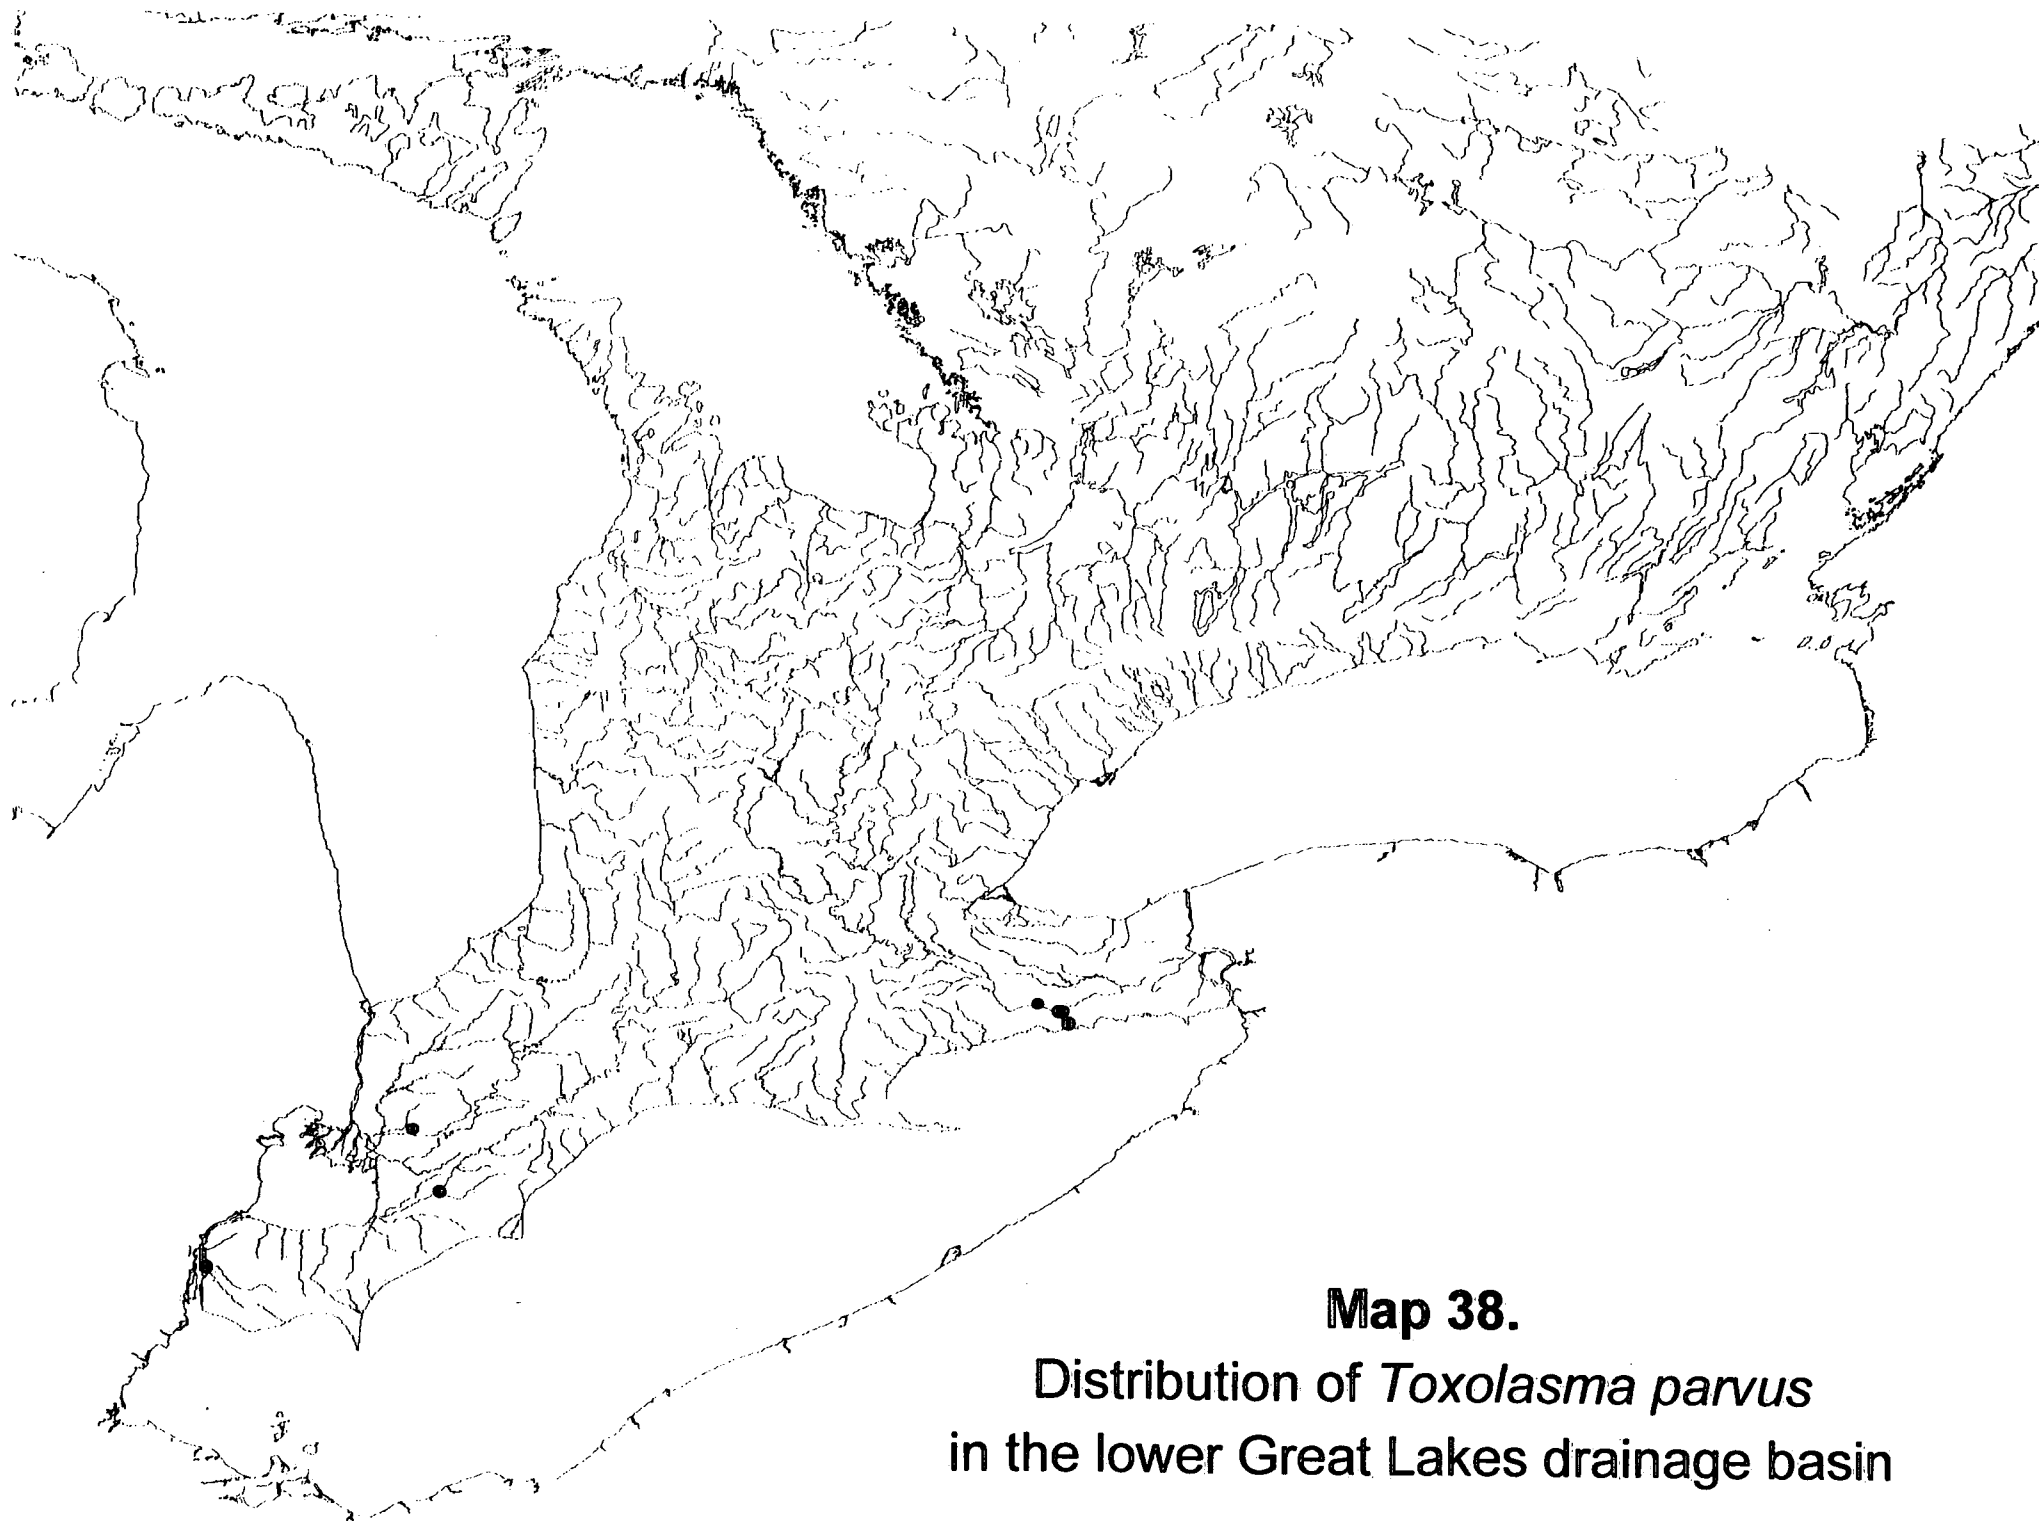 Map 38.
Distribution of Toxolasma parvus
in the lower Great Lakes drainage basin